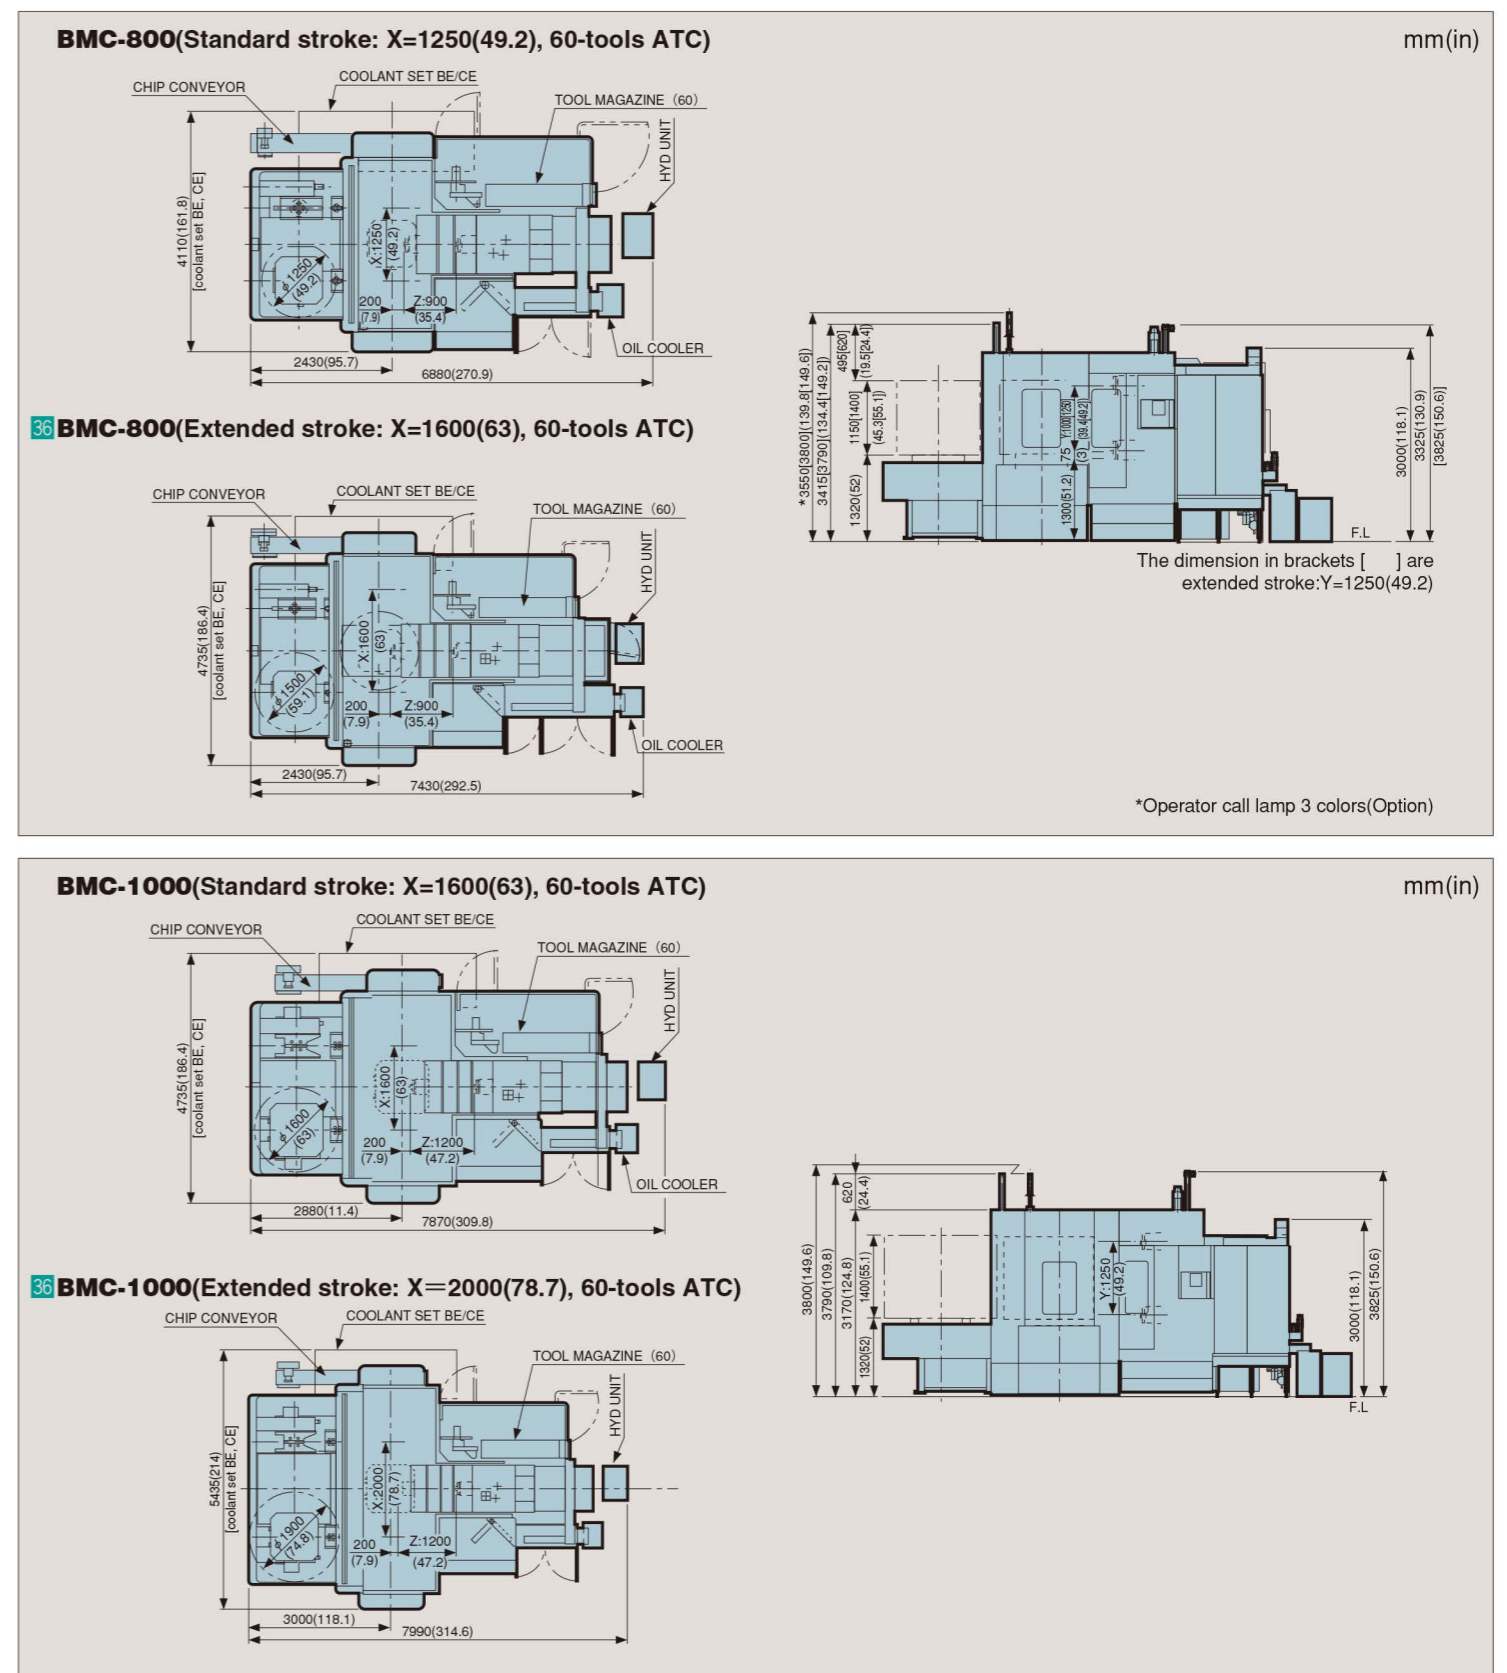 BMC-800(Standard stroke: X=1250(49.2), 60-tools ATC)
mm(in)
COOLANT SET BE/CE
CHIP CONVEYOR
TOOL MAGAZINE (60)
HYD UNIT
4110(161.8)
[coolant set BE, CE]
X:1250
(49.2)
φ1250
(49.2)
200
(7.9)
Z:900
(35.4)
OIL COOLER
2430(95.7)
6880(270.9)
36 BMC-800(Extended stroke: X=1600(63), 60-tools ATC)
COOLANT SET BE/CE
CHIP CONVEYOR
TOOL MAGAZINE (60)
HYD UNIT
4735(186.4)
[coolant set BE, CE]
X:1600
(63)
φ1500
(59.1)
200
(7.9)
Z:900
(35.4)
OIL COOLER
2430(95.7)
7430(292.5)
*3550[3800](139.8[149.6])
3415[3790](134.4[149.2])
495[620]
(19.5[24.4])
1150[1400]
(45.3[55.1])
1320(52)
Y:1000[1250]
(39.4[49.2])
75
(3)
1300(51.2)
3000(118.1)
3325(130.9)
[3825(150.6)]
F.L
The dimension in brackets [ ] are
extended stroke:Y=1250(49.2)
*Operator call lamp 3 colors(Option)
BMC-1000(Standard stroke: X=1600(63), 60-tools ATC)
mm(in)
COOLANT SET BE/CE
CHIP CONVEYOR
TOOL MAGAZINE (60)
HYD UNIT
4735(186.4)
[coolant set BE, CE]
X:1600
(63)
φ1600
(63)
200
(7.9)
Z:1200
(47.2)
OIL COOLER
2880(11.4)
7870(309.8)
36 BMC-1000(Extended stroke: X=2000(78.7), 60-tools ATC)
COOLANT SET BE/CE
CHIP CONVEYOR
TOOL MAGAZINE (60)
HYD UNIT
5435(214)
[coolant set BE, CE]
X:2000
(78.7)
φ1900
(74.8)
200
(7.9)
Z:1200
(47.2)
3000(118.1)
7990(314.6)
3800(149.6)
3790(109.8)
3170(124.8)
620
(24.4)
1400(55.1)
1320(52)
Y:1250
(49.2)
3000(118.1)
3825(150.6)
F.L